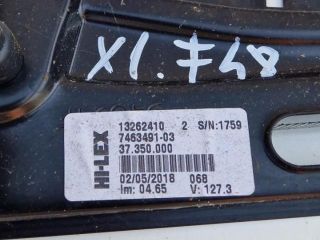 X1.F48
HI-LEX
13262410 2 S/N:1759
7463491-03
37.350.000
02/05/2018 068
Im: 04.65 V: 127.3